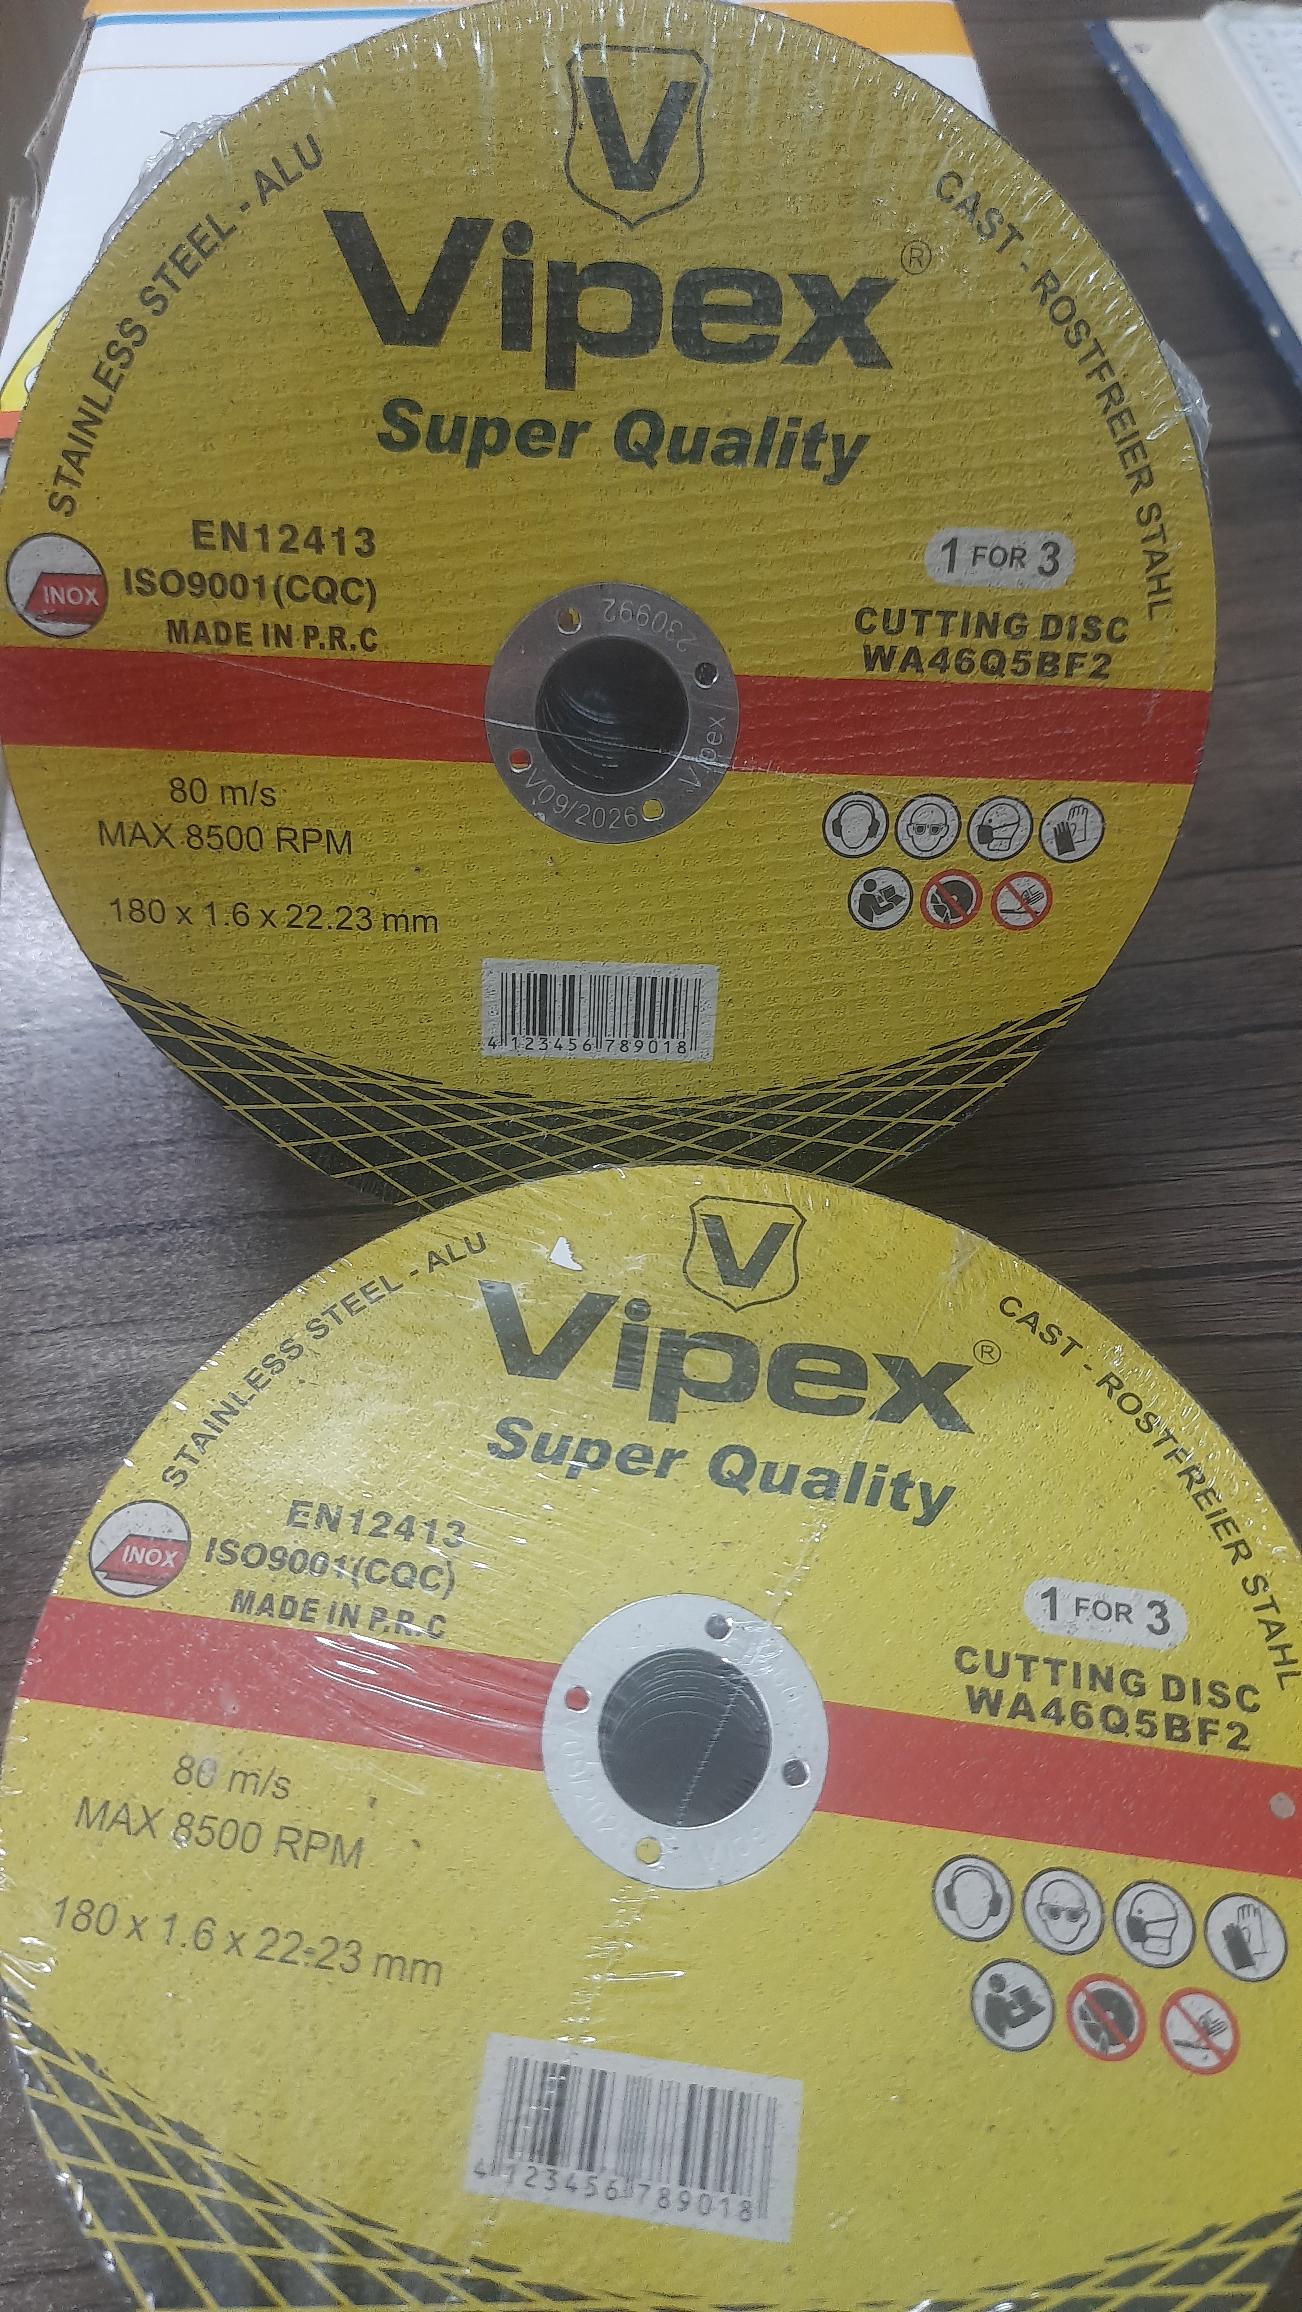 V
Vipex®
Super Quality
STAINLESS STEEL - ALU
CAST - ROSTFREIER STAHL
EN12413
ISO9001(CQC)
MADE IN P.R.C
INOX
1 FOR 3
CUTTING DISC
WA46Q5BF2
230992
Vipex
V09/2026
80 m/s
MAX 8500 RPM
180 x 1.6 x 22.23 mm
4 123456 789018
V
Vipex®
Super Quality
STAINLESS STEEL - ALU
CAST - ROSTFREIER STAHL
EN12413
ISO9001(CQC)
MADE IN P.R.C
INOX
1 FOR 3
CUTTING DISC
WA46Q5BF2
80 m/s
MAX 8500 RPM
180 x 1.6 x 22.23 mm
4 123456 789018